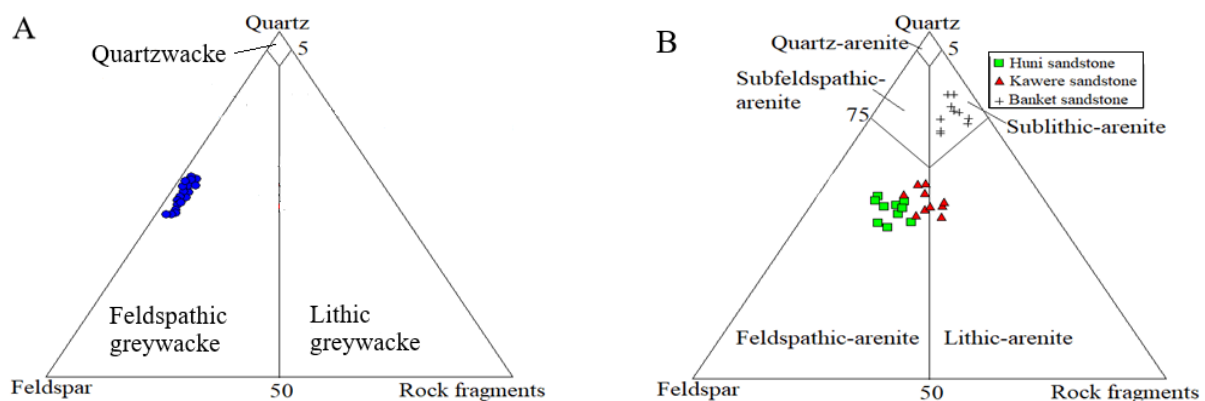 A
Quartz
Quartzwacke
5
Feldspathic
greywacke
Lithic
greywacke
Feldspar
50
Rock fragments
B
Quartz
Quartz-arenite
5
Huni sandstone
Kawere sandstone
Banket sandstone
Subfeldspathic-
arenite
75
Sublithic-arenite
Feldspathic-arenite
Lithic-arenite
Feldspar
50
Rock fragments